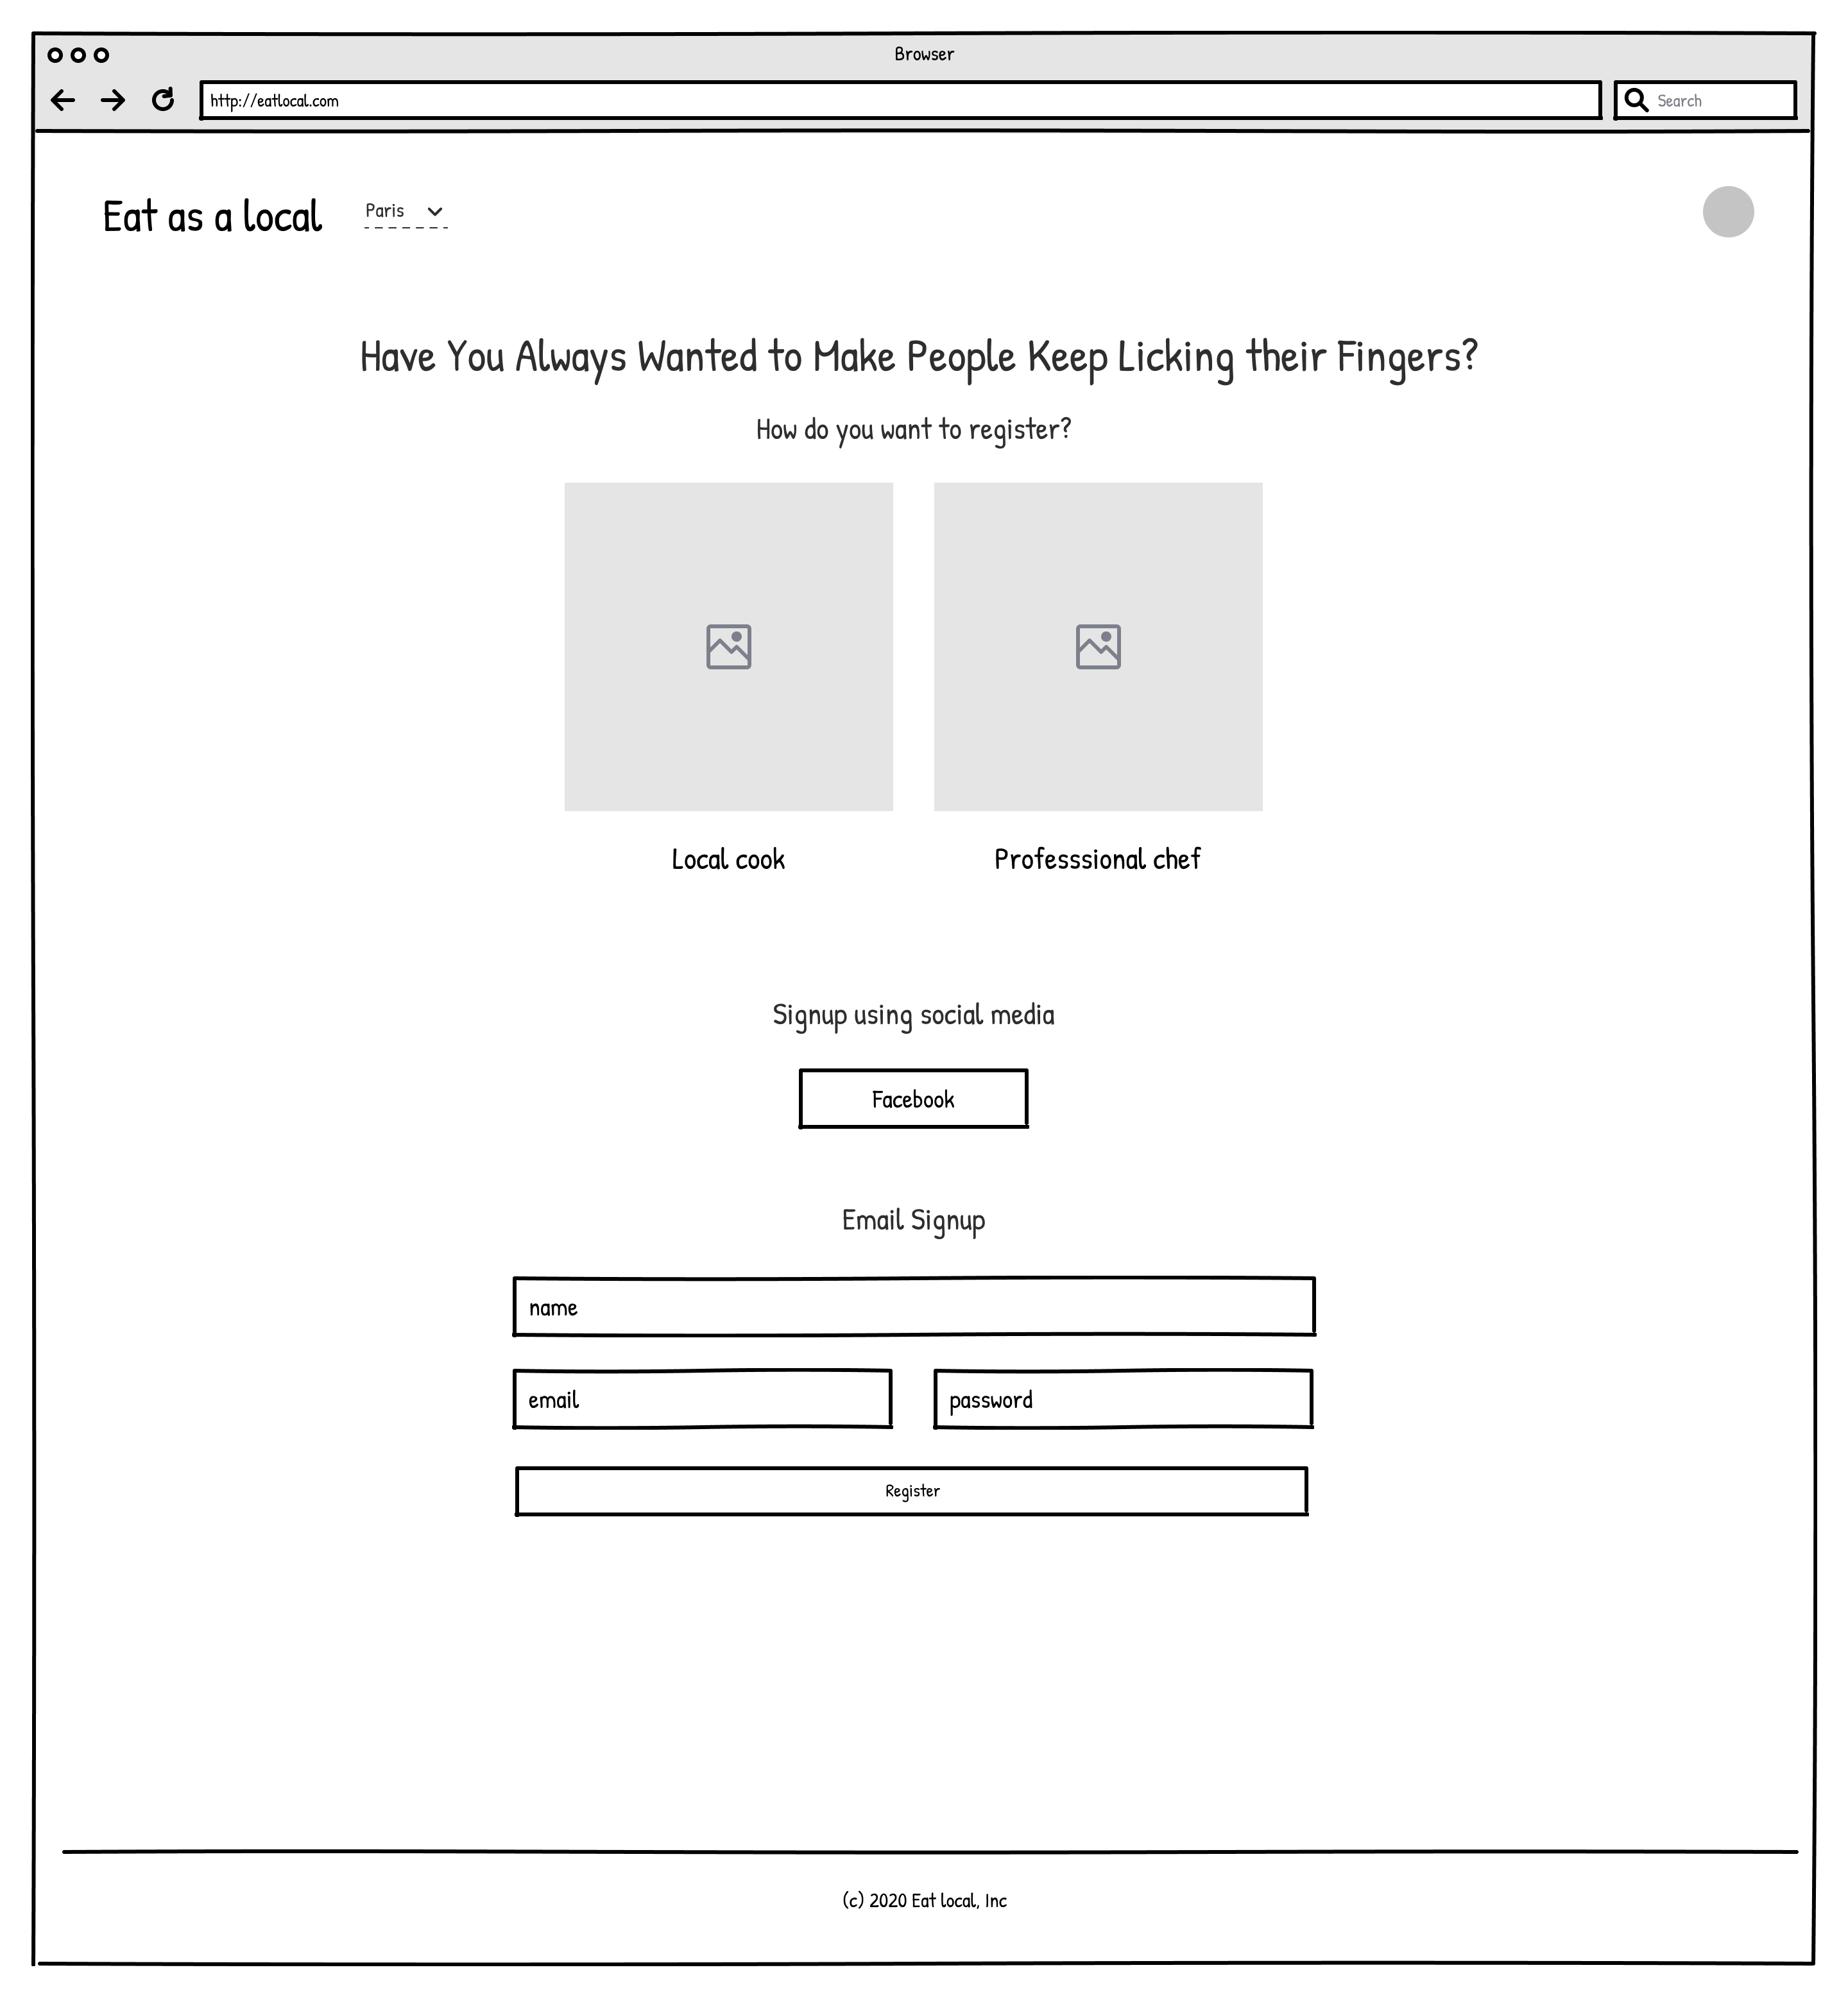 Browser
http://eatlocal.com
Search
Eat as a local
Paris
Have You Always Wanted to Make People Keep Licking their Fingers?
How do you want to register?
Local cook
Professsional chef
Signup using social media
Facebook
Email Signup
name
email
password
Register
(c) 2020 Eat local, Inc